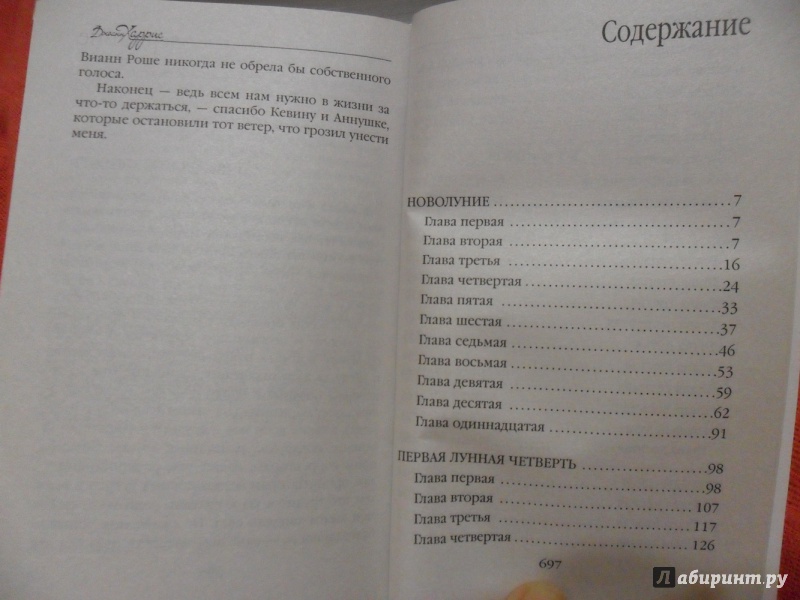 Джоанн Харрис
Вианн Роше никогда не обрела бы собственного
голоса.
Наконец — ведь всем нам нужно в жизни за
что-то держаться, — спасибо Кевину и Аннушке,
которые остановили тот ветер, что грозил унести
меня.
Содержание
НОВОЛУНИЕ 7
Глава первая 7
Глава вторая 7
Глава третья 16
Глава четвертая 24
Глава пятая 33
Глава шестая 37
Глава седьмая 46
Глава восьмая 53
Глава девятая 59
Глава десятая 62
Глава одиннадцатая 91
ПЕРВАЯ ЛУННАЯ ЧЕТВЕРТЬ 98
Глава первая 98
Глава вторая 107
Глава третья 117
Глава четвертая 126
697
Лабиринт.ру